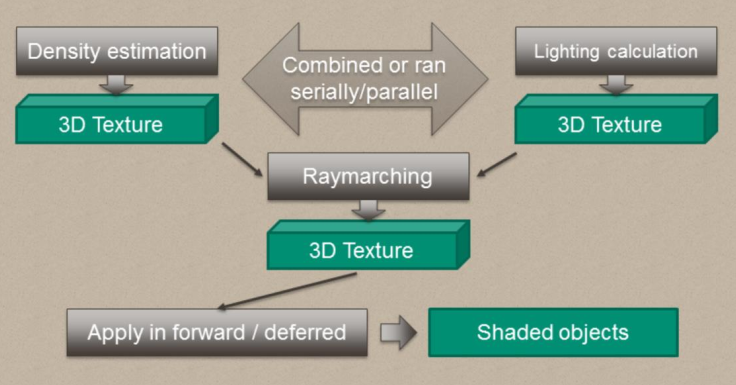 Density estimation
Combined or ran
serially/parallel
Lighting calculation
3D Texture
3D Texture
Raymarching
3D Texture
Apply in forward / deferred
Shaded objects